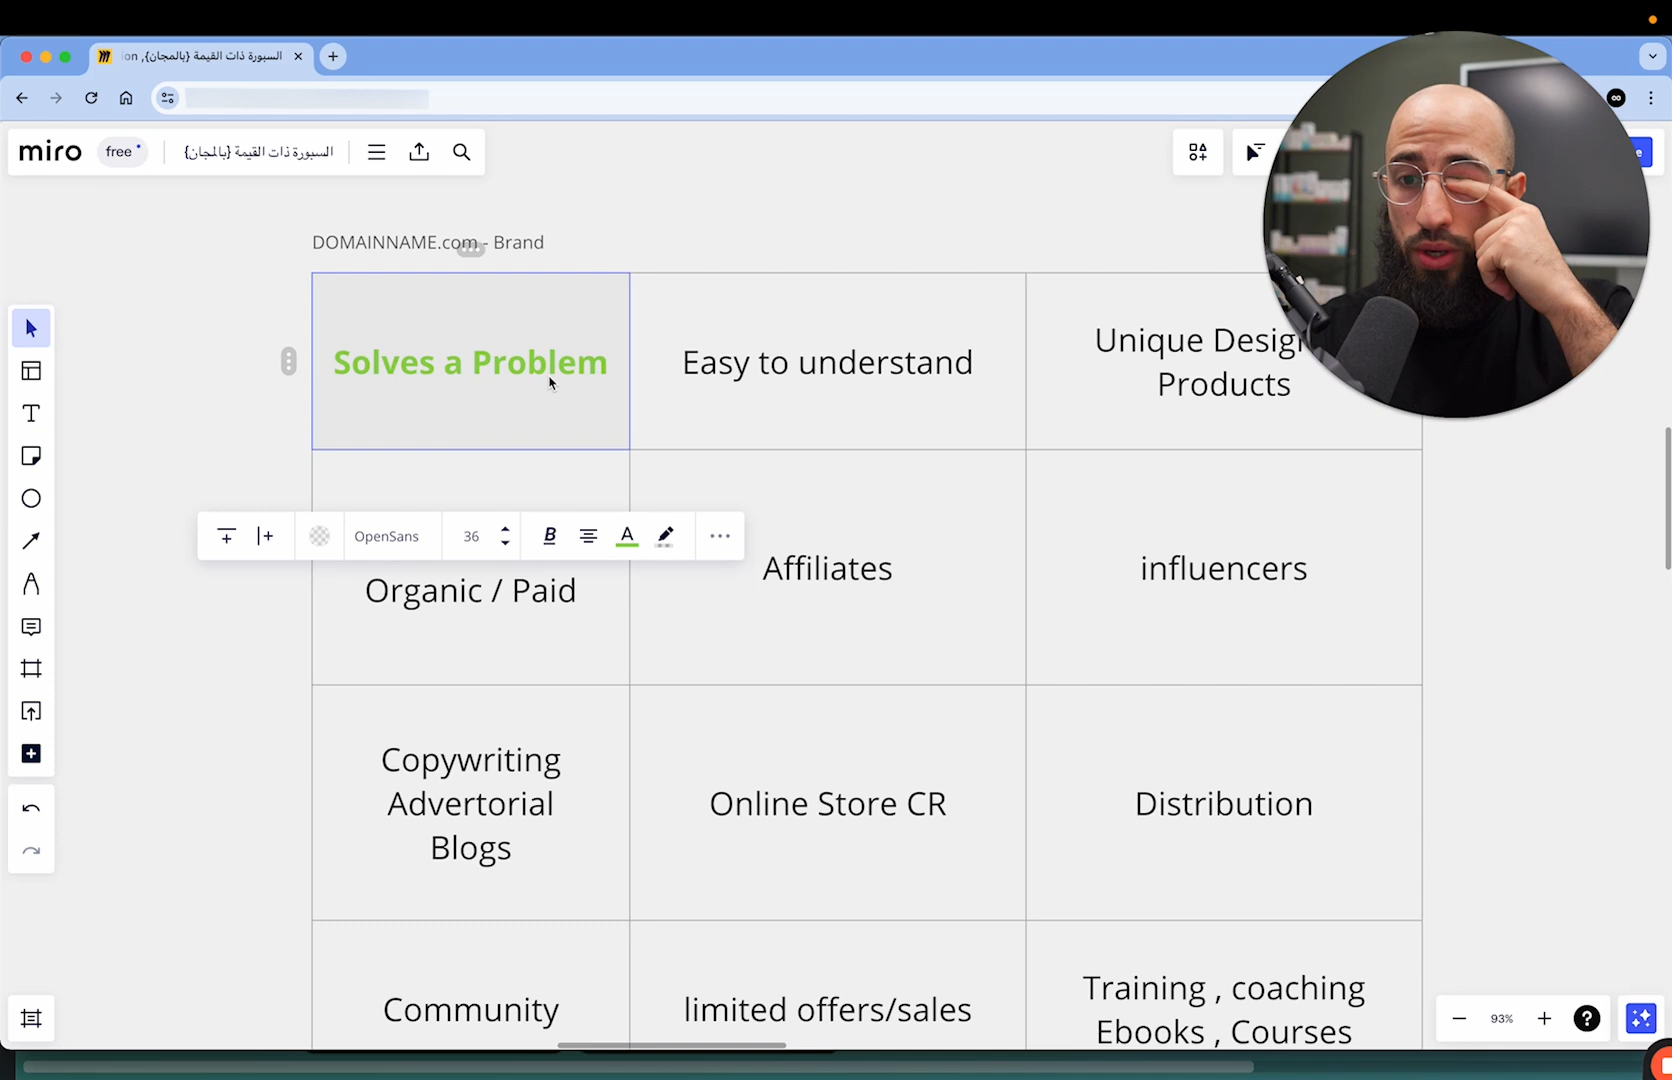 السبورة ذات القيمة {بالمجان}, ion
miro
free
السبورة ذات القيمة {بالمجان}
DOMAINNAME.com - Brand
Solves a Problem
Easy to understand
Products
OpenSans
36
B
A
Organic / Paid
Affiliates
influencers
Copywriting
Advertorial
Blogs
Online Store CR
Distribution
Community
limited offers/sales
Training , coaching
Ebooks , Courses
93%